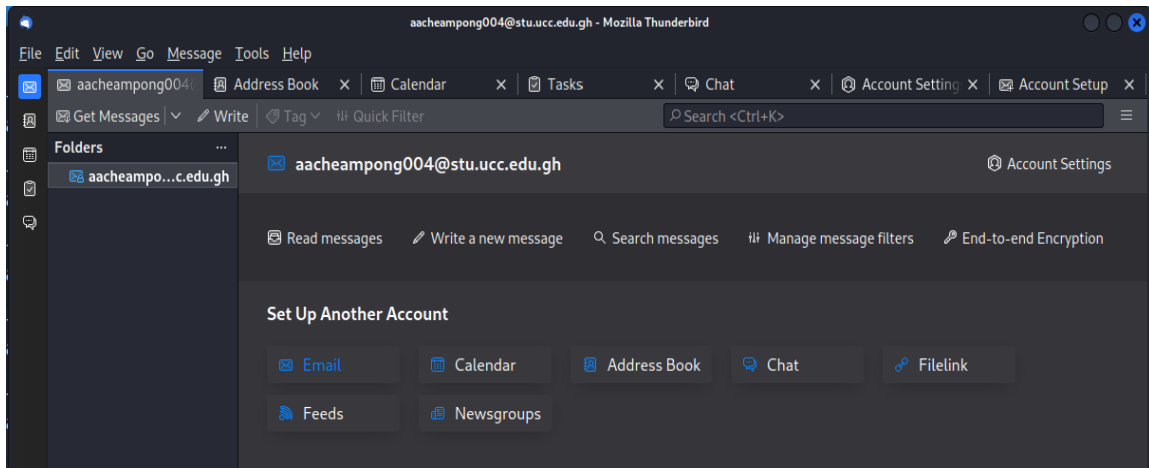 aacheampong004@stu.ucc.edu.gh - Mozilla Thunderbird
File Edit View Go Message Tools Help
aacheampong004 Address Book Calendar Tasks Chat Account Setting Account Setup
Get Messages Write Tag Quick Filter Search <Ctrl+K>
Folders ...
aacheampo...c.edu.gh
aacheampong004@stu.ucc.edu.gh Account Settings
Read messages Write a new message Search messages Manage message filters End-to-end Encryption
Set Up Another Account
Email Calendar Address Book Chat Filelink
Feeds Newsgroups